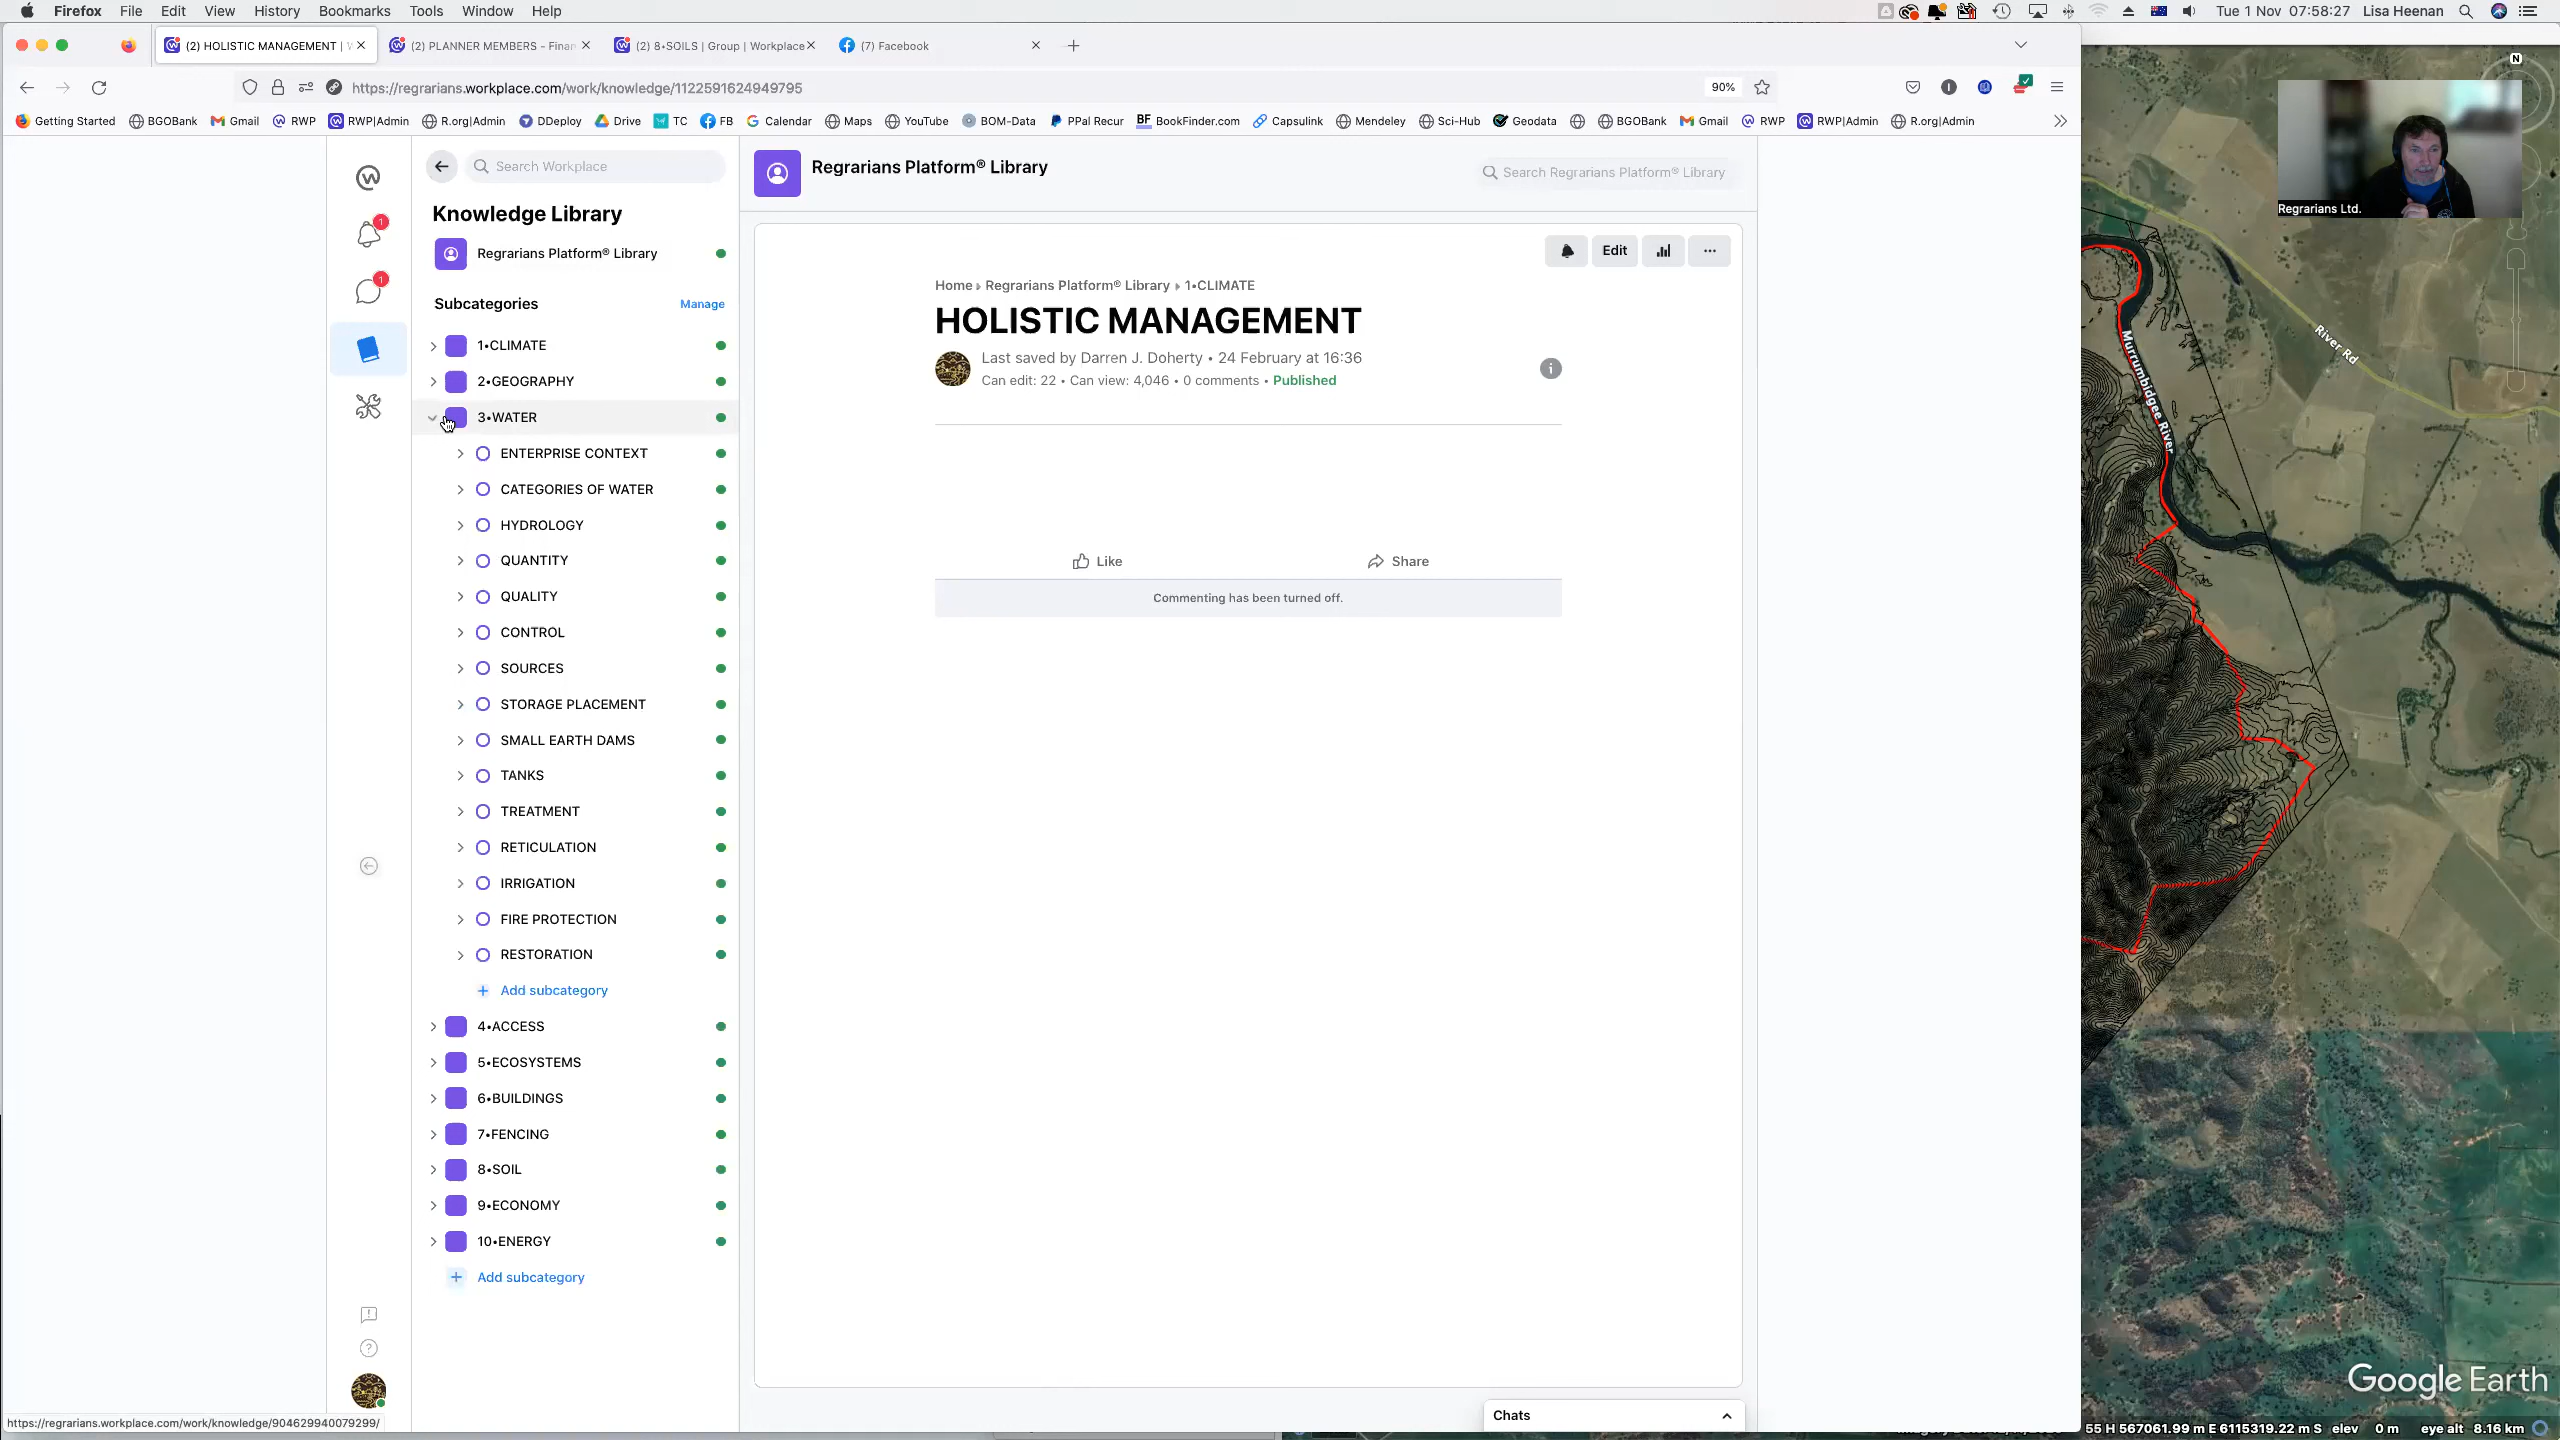 Firefox File Edit View History Bookmarks Tools Window Help
Tue 1 Nov 07:58:27 Lisa Heenan
(2) HOLISTIC MANAGEMENT |
(2) PLANNER MEMBERS - Finan
(2) 8•SOILS | Group | Workplace
(7) Facebook
https://regrarians.workplace.com/work/knowledge/1122591624949795
90%
Getting Started BGOBank Gmail RWP RWP|Admin R.org|Admin DDeploy Drive TC FB Calendar Maps YouTube BOM-Data PPal Recur BF BookFinder.com Capsulink Mendeley Sci-Hub Geodata BGOBank Gmail RWP RWP|Admin R.org|Admin
Search Workplace
Knowledge Library
Regrarians Platform® Library
Subcategories Manage
1•CLIMATE
2•GEOGRAPHY
3•WATER
ENTERPRISE CONTEXT
CATEGORIES OF WATER
HYDROLOGY
QUANTITY
QUALITY
CONTROL
SOURCES
STORAGE PLACEMENT
SMALL EARTH DAMS
TANKS
TREATMENT
RETICULATION
IRRIGATION
FIRE PROTECTION
RESTORATION
+ Add subcategory
4•ACCESS
5•ECOSYSTEMS
6•BUILDINGS
7•FENCING
8•SOIL
9•ECONOMY
10•ENERGY
+ Add subcategory
1
1
https://regrarians.workplace.com/work/knowledge/904629940079299/
Regrarians Platform® Library
Search Regrarians Platform® Library
Edit
Home Regrarians Platform® Library 1•CLIMATE
HOLISTIC MANAGEMENT
Last saved by Darren J. Doherty • 24 February at 16:36
Can edit: 22 • Can view: 4,046 • 0 comments • Published
Like Share
Commenting has been turned off.
Chats
N
Regrarians Ltd.
River Rd
Murrumbidgee River
Google Earth
55 H 567061.99 m E 6115319.22 m S elev 0 m eye alt 8.16 km